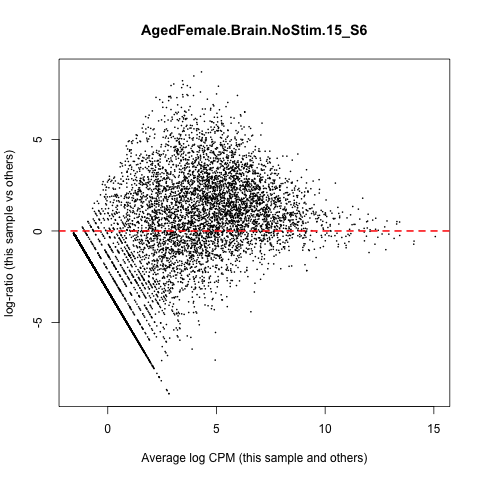 AgedFemale.Brain.NoStim.15_S6
log-ratio (this sample vs others)
5
0
-5
0 5 10 15
Average log CPM (this sample and others)